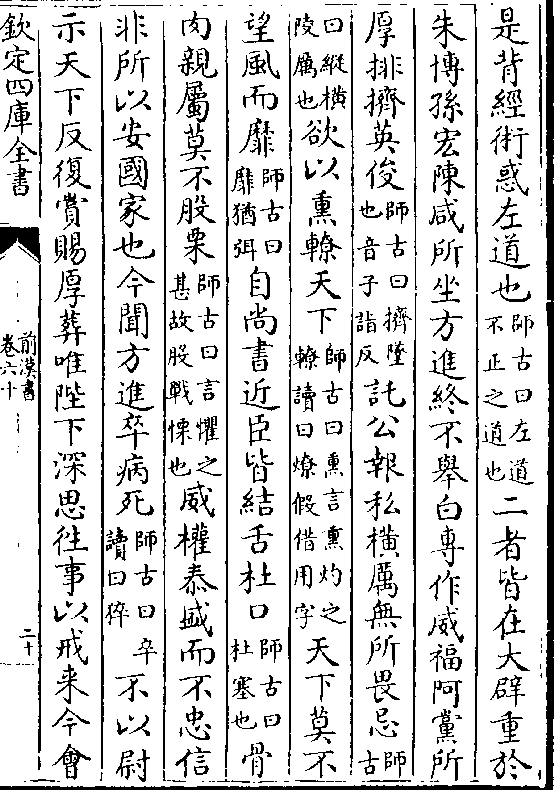 是背經術惑左道也師古曰左道不正之道也二者皆在大辟重於
朱博孫宏陳咸所坐方進終不舉白専作威福阿黨所
厚排擠英俊師古曰擠墜也音子詣反託公報私橫厲無所畏忌師古
曰縱橫陵厲也欲以熏轑天下師古曰熏言熏灼之轑讀曰燎假借用字天下莫不
望風而靡師古曰靡猶弭自尚書近臣皆結舌杜口師古曰杜塞也骨
肉親屬莫不股栗師古曰言懼之甚故股戰慄也威權泰盛而不忠信
非所以安國家也今聞方進卒病死師古曰卒讀曰猝不以尉
示天下反復賞賜厚葬唯陛下深思往事以戒来今會
欽定四庫全書
前漢書
卷六十
二十